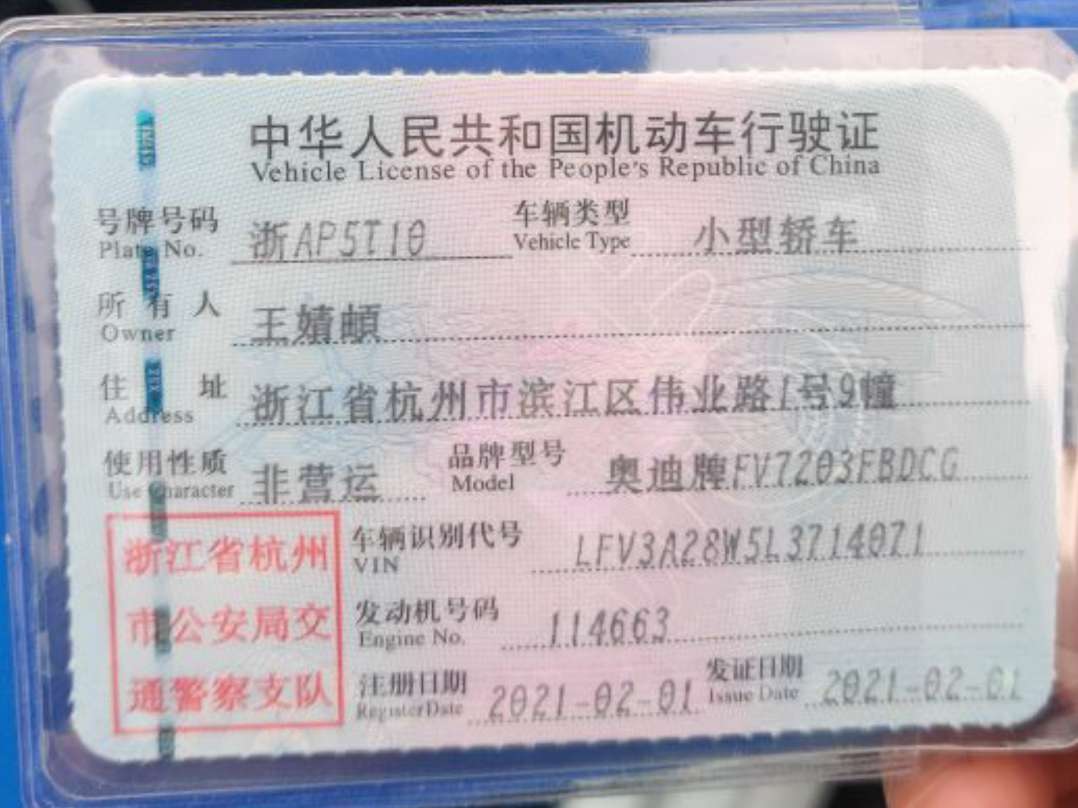 中华人民共和国机动车行驶证
Vehicle License of the People's Republic of China
号牌号码 浙AP5T10 车辆类型 小型轿车
Plate No. Vehicle Type
所有人 王婧頔
Owner
住址 浙江省杭州市滨江区伟业路1号9幢
Address
使用性质 非营运 品牌型号 奥迪牌FV7203FBDCG
Use Character Model
浙江省杭州
市公安局交
通警察支队
车辆识别代号 LFV3A28W5L3714071
VIN
发动机号码 114663
Engine No.
注册日期 2021-02-01 发证日期 2021-02-01
Register Date Issue Date